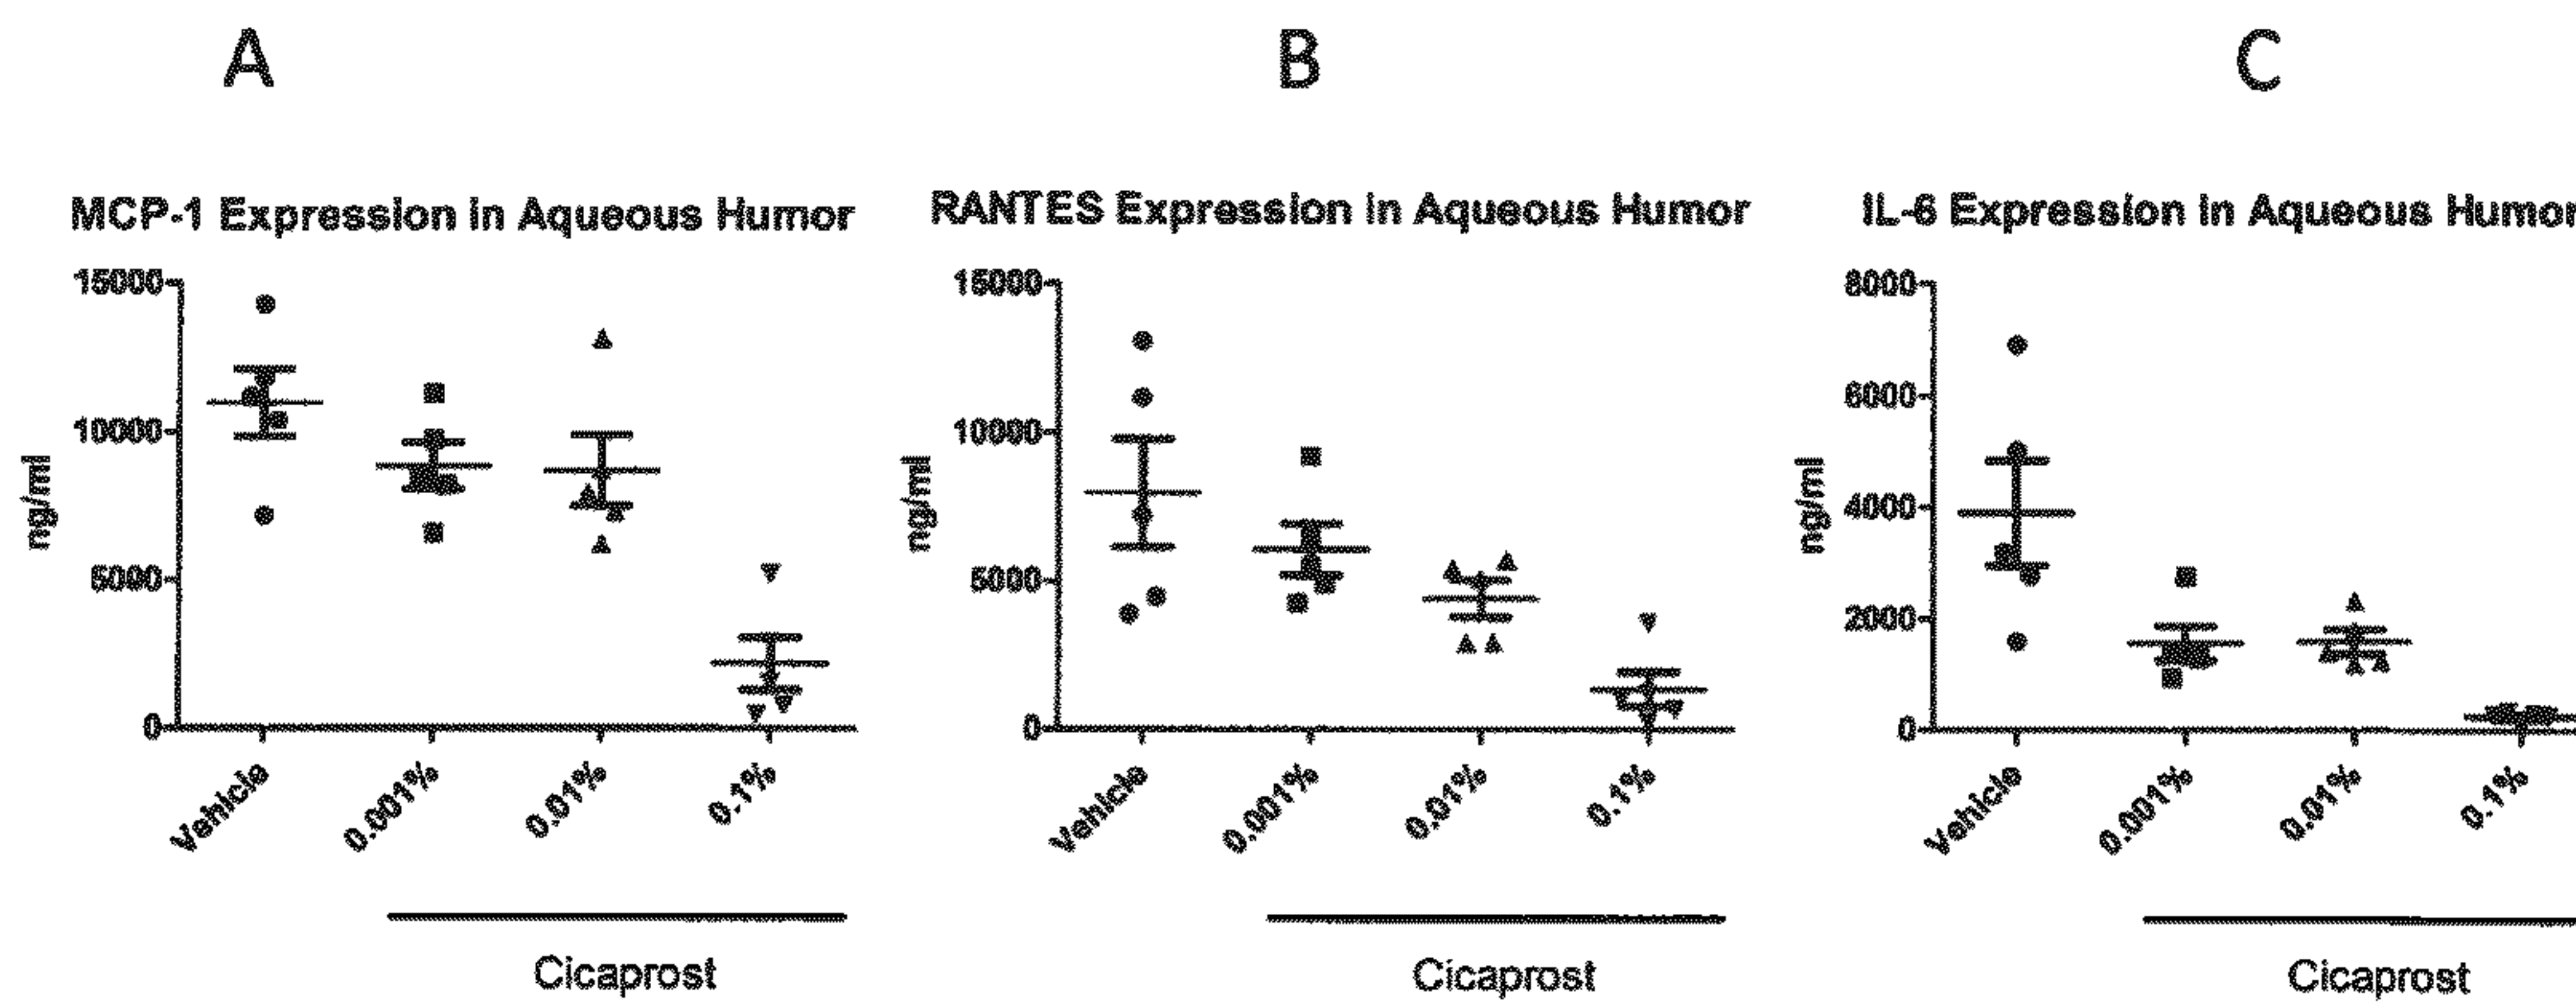 A
B
C
MCP-1 Expression in Aqueous Humor
RANTES Expression in Aqueous Humor
IL-6 Expression in Aqueous Humor
15000
10000
5000
0
ng/ml
Vehicle
0.001%
0.01%
0.1%
Cicaprost
15000
10000
5000
0
ng/ml
Vehicle
0.001%
0.01%
0.1%
Cicaprost
8000
6000
4000
2000
0
ng/ml
Vehicle
0.001%
0.01%
0.1%
Cicaprost